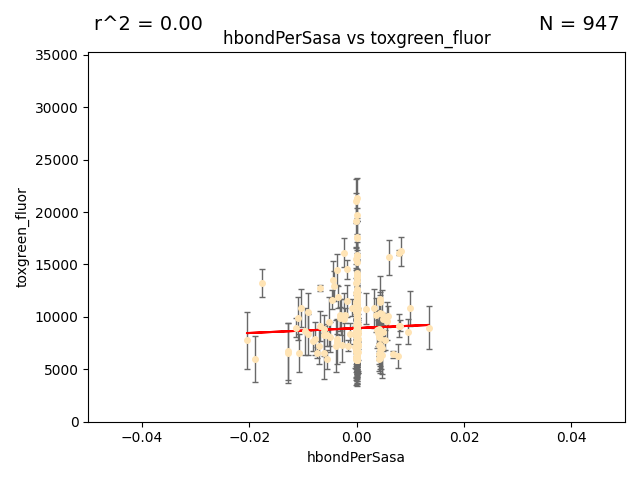 r^2 = 0.00
N = 947
hbondPerSasa vs toxgreen_fluor
35000
30000
25000
20000
15000
10000
5000
0
toxgreen_fluor
−0.04
−0.02
0.00
0.02
0.04
hbondPerSasa